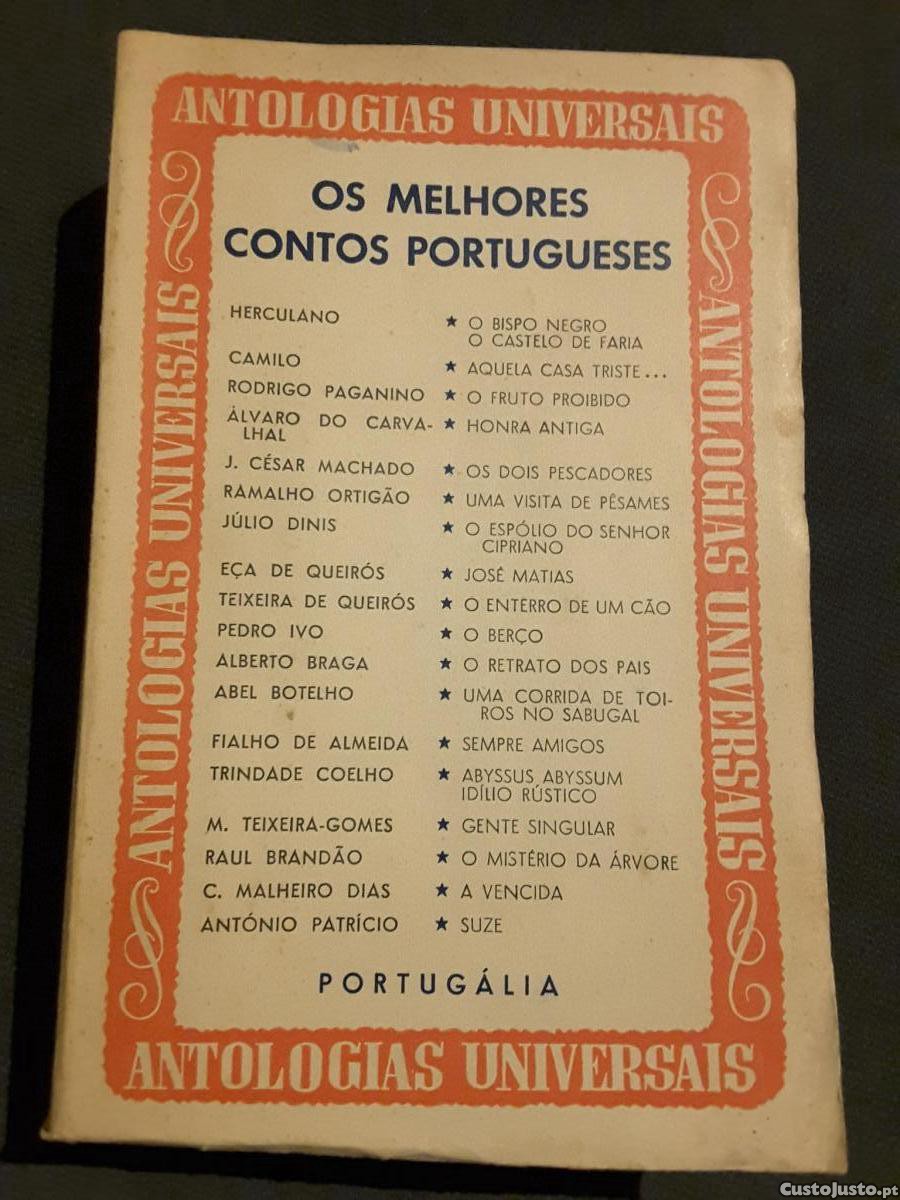 ANTOLOGIAS UNIVERSAIS
ANTOLOGIAS UNIVERSAIS
ANTOLOGIAS UNIVERSAIS
OS MELHORES
CONTOS PORTUGUESES
HERCULANO ★ O BISPO NEGRO
O CASTELO DE FARIA
CAMILO ★ AQUELA CASA TRISTE...
RODRIGO PAGANINO ★ O FRUTO PROIBIDO
ÁLVARO DO CARVA- ★ HONRA ANTIGA
LHAL
J. CÉSAR MACHADO ★ OS DOIS PESCADORES
RAMALHO ORTIGÃO ★ UMA VISITA DE PÊSAMES
JÚLIO DINIS ★ O ESPÓLIO DO SENHOR
CIPRIANO
EÇA DE QUEIRÓS ★ JOSÉ MATIAS
TEIXEIRA DE QUEIRÓS ★ O ENTÊRRO DE UM CÃO
PEDRO IVO ★ O BERÇO
ALBERTO BRAGA ★ O RETRATO DOS PAIS
ABEL BOTELHO ★ UMA CORRIDA DE TOI-
ROS NO SABUGAL
FIALHO DE ALMEIDA ★ SEMPRE AMIGOS
TRINDADE COELHO ★ ABYSSUS ABYSSUM
IDÍLIO RÚSTICO
M. TEIXEIRA-GOMES ★ GENTE SINGULAR
RAUL BRANDÃO ★ O MISTÉRIO DA ÁRVORE
C. MALHEIRO DIAS ★ A VENCIDA
ANTÓNIO PATRÍCIO ★ SUZE
PORTUGÁLIA
ANTOLOGIAS UNIVERSAIS
CustoJusto.pt